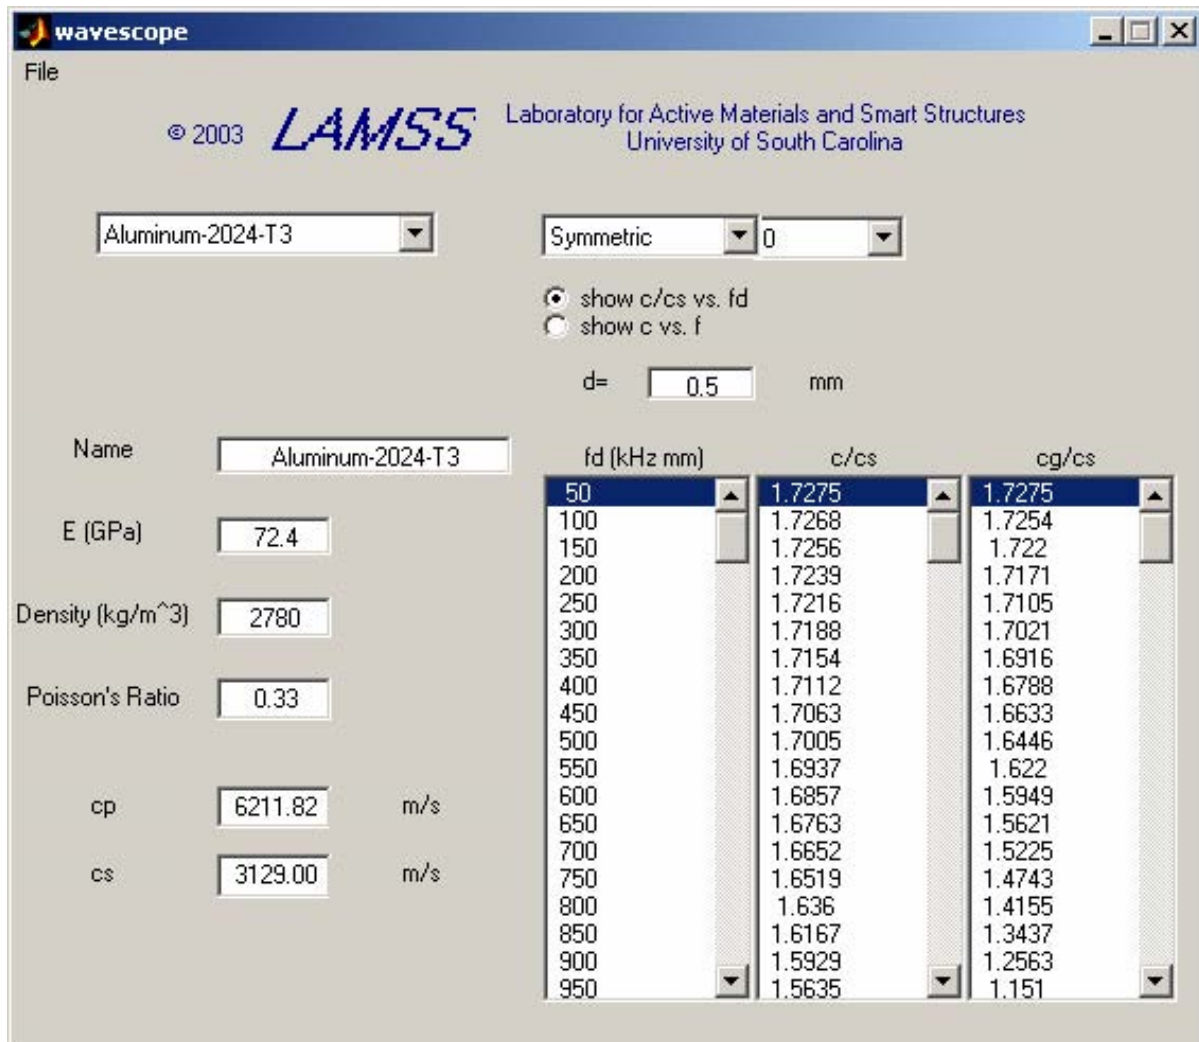 wavescope
File
© 2003 LAMSS Laboratory for Active Materials and Smart Structures
University of South Carolina
Aluminum-2024-T3 Symmetric 0
show c/cs vs. fd
show c vs. f
d= 0.5 mm
Name Aluminum-2024-T3
E (GPa) 72.4
Density (kg/m^3) 2780
Poisson's Ratio 0.33
cp 6211.82 m/s
cs 3129.00 m/s
fd (kHz mm) c/cs cg/cs
50 1.7275 1.7275
100 1.7268 1.7254
150 1.7256 1.722
200 1.7239 1.7171
250 1.7216 1.7105
300 1.7188 1.7021
350 1.7154 1.6916
400 1.7112 1.6788
450 1.7063 1.6633
500 1.7005 1.6446
550 1.6937 1.622
600 1.6857 1.5949
650 1.6763 1.5621
700 1.6652 1.5225
750 1.6519 1.4743
800 1.636 1.4155
850 1.6167 1.3437
900 1.5929 1.2563
950 1.5635 1.151